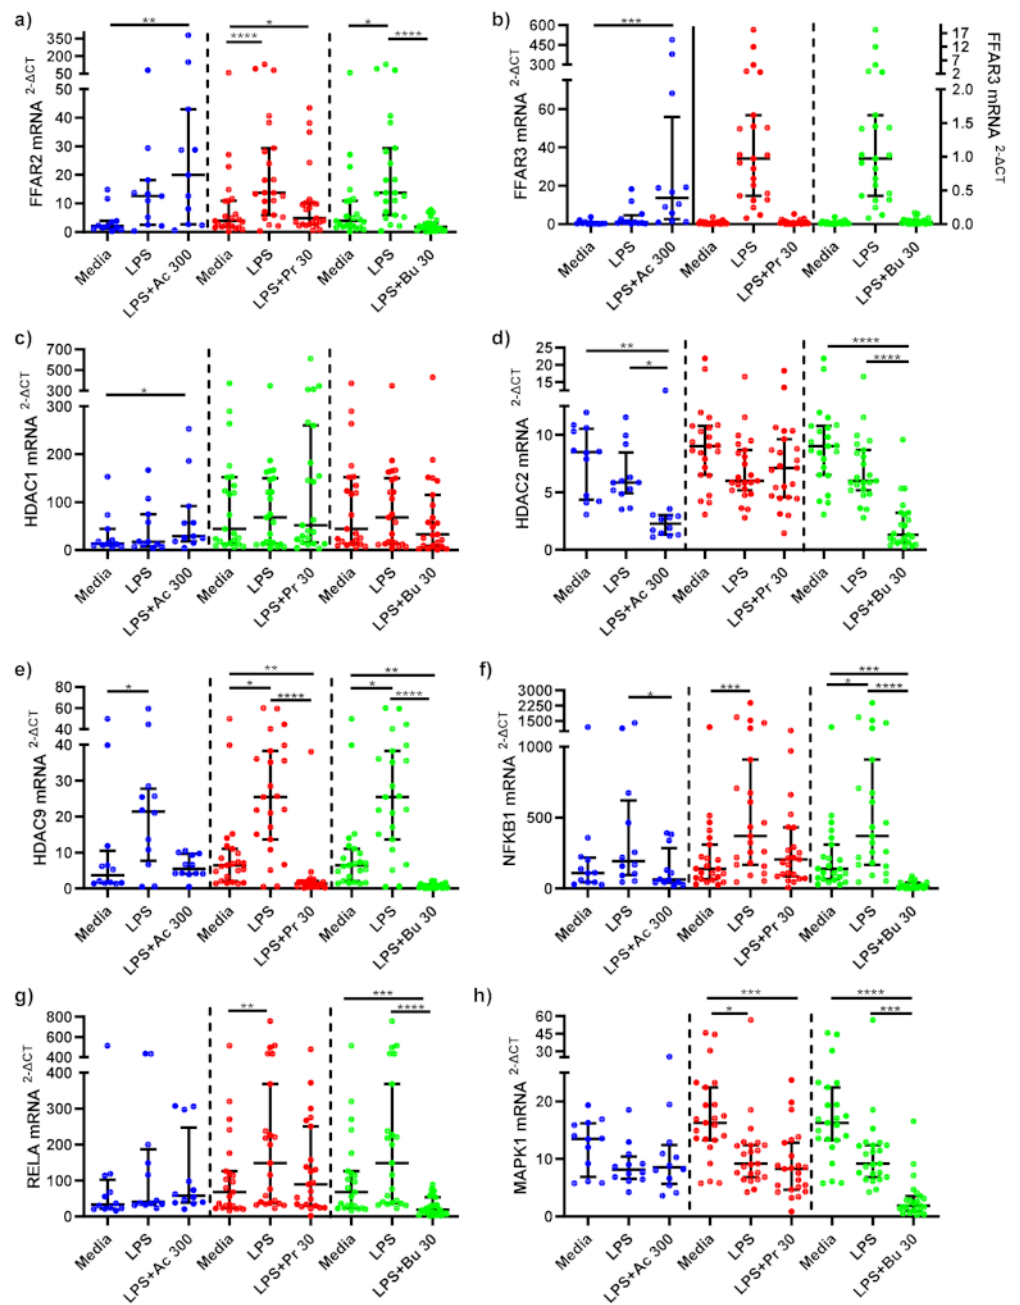 a)
** * * **** ****
FFAR2 mRNA 2-ΔCT
350
200
50
50
40
30
20
10
0
Media LPS LPS+Ac 300 Media LPS LPS+Pr 30 Media LPS LPS+Bu 30
b)
***
FFAR3 mRNA 2-ΔCT
600
450
300
60
40
20
0
17
12
7
2
2.0
1.5
1.0
0.5
0.0
FFAR3 mRNA 2-ΔCT
Media LPS LPS+Ac 300 Media LPS LPS+Pr 30 Media LPS LPS+Bu 30
c)
*
HDAC1 mRNA 2-ΔCT
700
500
300
300
200
100
0
Media LPS LPS+Ac 300 Media LPS LPS+Pr 30 Media LPS LPS+Bu 30
d)
** * **** ****
HDAC2 mRNA 2-ΔCT
25
20
15
10
5
0
Media LPS LPS+Ac 300 Media LPS LPS+Pr 30 Media LPS LPS+Bu 30
e)
* ** * **** ** * ****
HDAC9 mRNA 2-ΔCT
80
60
40
40
30
20
10
0
Media LPS LPS+Ac 300 Media LPS LPS+Pr 30 Media LPS LPS+Bu 30
f)
* *** *** * ****
NFKB1 mRNA 2-ΔCT
3000
2250
1500
1000
500
0
Media LPS LPS+Ac 300 Media LPS LPS+Pr 30 Media LPS LPS+Bu 30
g)
** *** ****
RELA mRNA 2-ΔCT
800
600
400
400
300
200
100
0
Media LPS LPS+Ac 300 Media LPS LPS+Pr 30 Media LPS LPS+Bu 30
h)
*** * **** ***
MAPK1 mRNA 2-ΔCT
60
45
30
20
10
0
Media LPS LPS+Ac 300 Media LPS LPS+Pr 30 Media LPS LPS+Bu 30